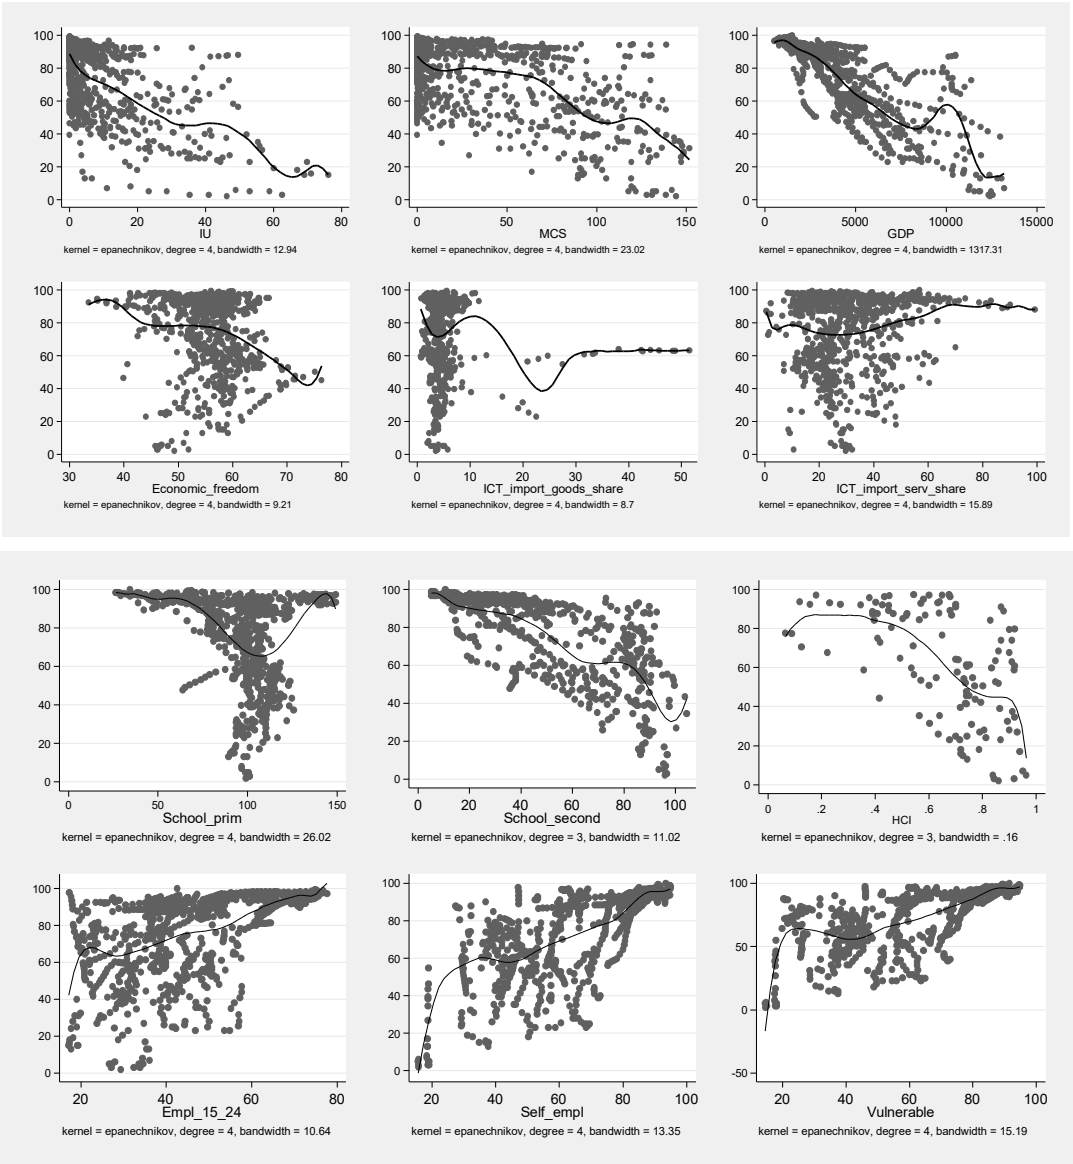 100
80
60
40
20
0
0 20 40 60 80
IU
kernel = epanechnikov, degree = 4, bandwidth = 12.94
100
80
60
40
20
0
0 50 100 150
MCS
kernel = epanechnikov, degree = 4, bandwidth = 23.02
100
80
60
40
20
0
0 5000 10000 15000
GDP
kernel = epanechnikov, degree = 4, bandwidth = 1317.31
100
80
60
40
20
0
30 40 50 60 70 80
Economic_freedom
kernel = epanechnikov, degree = 4, bandwidth = 9.21
100
80
60
40
20
0
0 10 20 30 40 50
ICT_import_goods_share
kernel = epanechnikov, degree = 4, bandwidth = 8.7
100
80
60
40
20
0
0 20 40 60 80 100
ICT_import_serv_share
kernel = epanechnikov, degree = 4, bandwidth = 15.89
100
80
60
40
20
0
0 50 100 150
School_prim
kernel = epanechnikov, degree = 4, bandwidth = 26.02
100
80
60
40
20
0
0 20 40 60 80 100
School_second
kernel = epanechnikov, degree = 3, bandwidth = 11.02
100
80
60
40
20
0
0 .2 .4 .6 .8 1
HCI
kernel = epanechnikov, degree = 3, bandwidth = .16
100
80
60
40
20
0
20 40 60 80
Empl_15_24
kernel = epanechnikov, degree = 4, bandwidth = 10.64
100
80
60
40
20
0
20 40 60 80 100
Self_empl
kernel = epanechnikov, degree = 4, bandwidth = 13.35
100
50
0
-50
20 40 60 80 100
Vulnerable
kernel = epanechnikov, degree = 4, bandwidth = 15.19